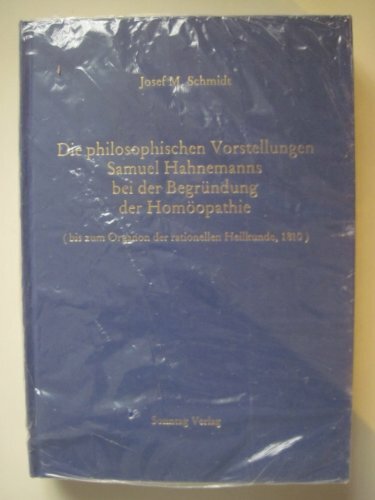 Josef M. Schmidt
Die philosophischen Vorstellungen
Samuel Hahnemanns
bei der Begründung
der Homöopathie
( bis zum Organon der rationellen Heilkunde, 1810 )
Sonntag Verlag